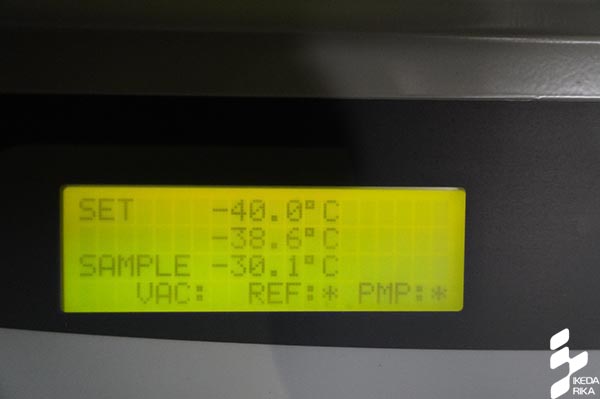 SET -40.0°C
-38.6°C
SAMPLE -30.1°C
VAC: REF:* PMP:*
IKEDA
RIKA